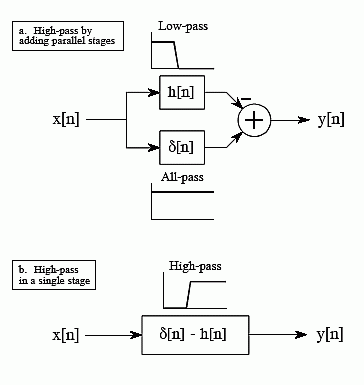 a. High-pass by
adding parallel stages
Low-pass
h[n]
x[n]
−
+
y[n]
δ[n]
All-pass
b. High-pass
in a single stage
High-pass
x[n]
δ[n] - h[n]
y[n]